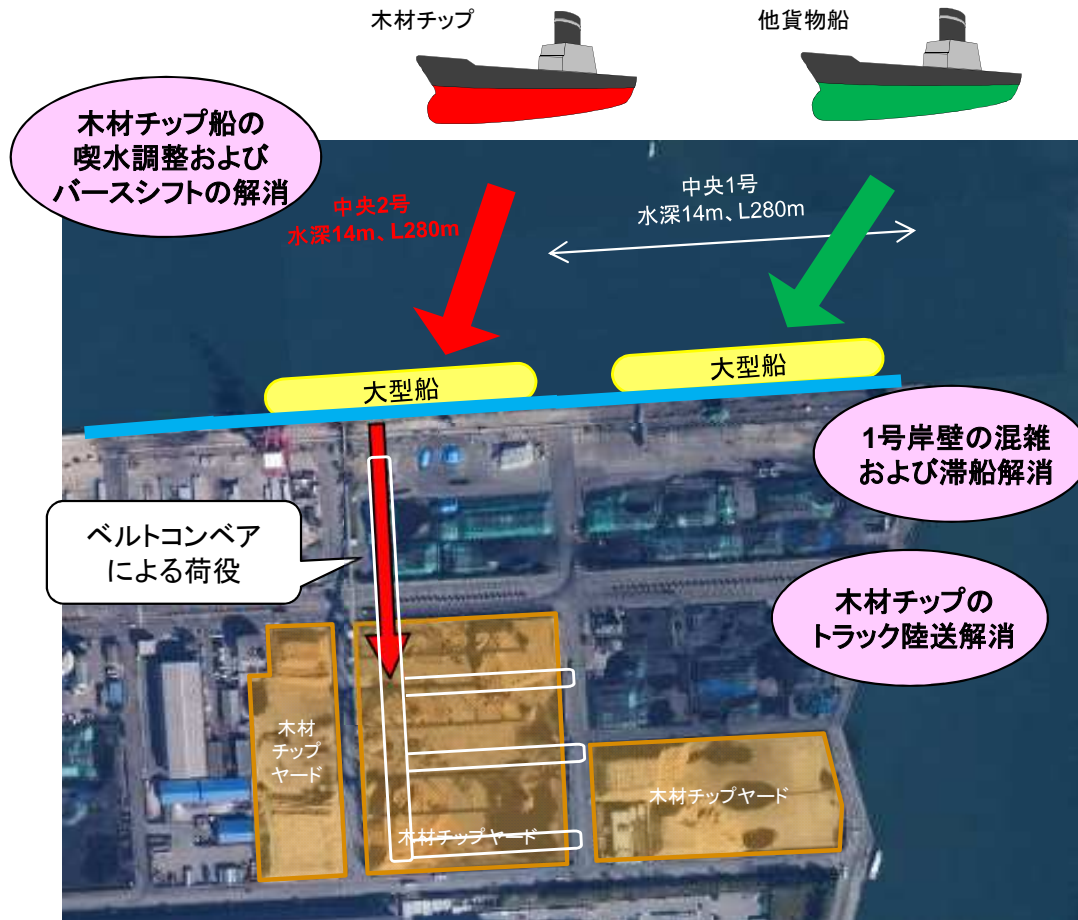 木材チップ
他貨物船
木材チップ船の
喫水調整および
バースシフトの解消
中央2号
水深14m、L280m
中央1号
水深14m、L280m
大型船
大型船
1号岸壁の混雑
および滞船解消
ベルトコンベア
による荷役
木材チップの
トラック陸送解消
木材
チップ
ヤード
木材チップヤード
木材チップヤード